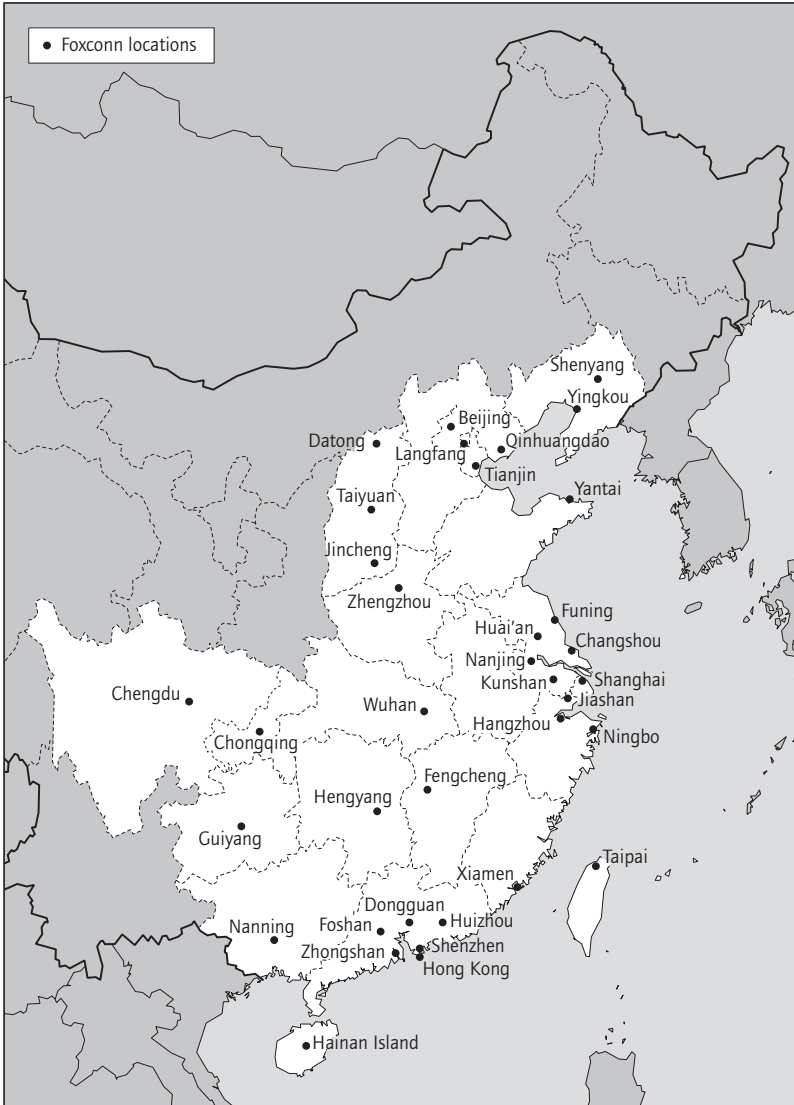 Foxconn locations
Shenyang
Yingkou
Beijing
Datong
Qinhuangdao
Langfang
Tianjin
Yantai
Taiyuan
Jincheng
Zhengzhou
Funing
Huai'an
Changshou
Nanjing
Kunshan
Shanghai
Jiashan
Chengdu
Wuhan
Hangzhou
Ningbo
Chongqing
Fengcheng
Hengyang
Guiyang
Taipai
Xiamen
Dongguan
Nanning
Foshan
Huizhou
Zhongshan
Shenzhen
Hong Kong
Hainan Island